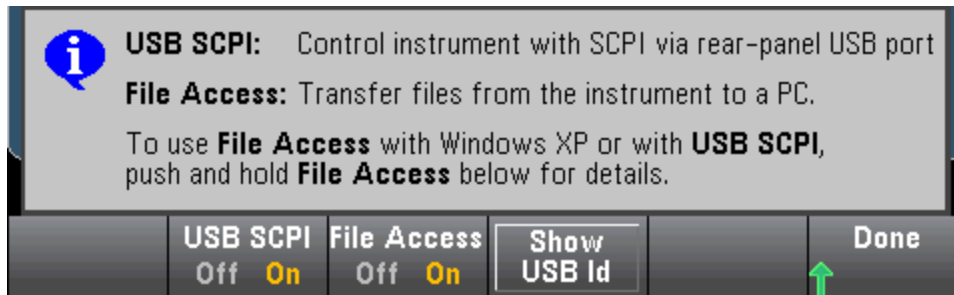 USB SCPI: Control instrument with SCPI via rear-panel USB port
File Access: Transfer files from the instrument to a PC.
To use File Access with Windows XP or with USB SCPI,
push and hold File Access below for details.
USB SCPI File Access Show Done
Off On Off On USB Id